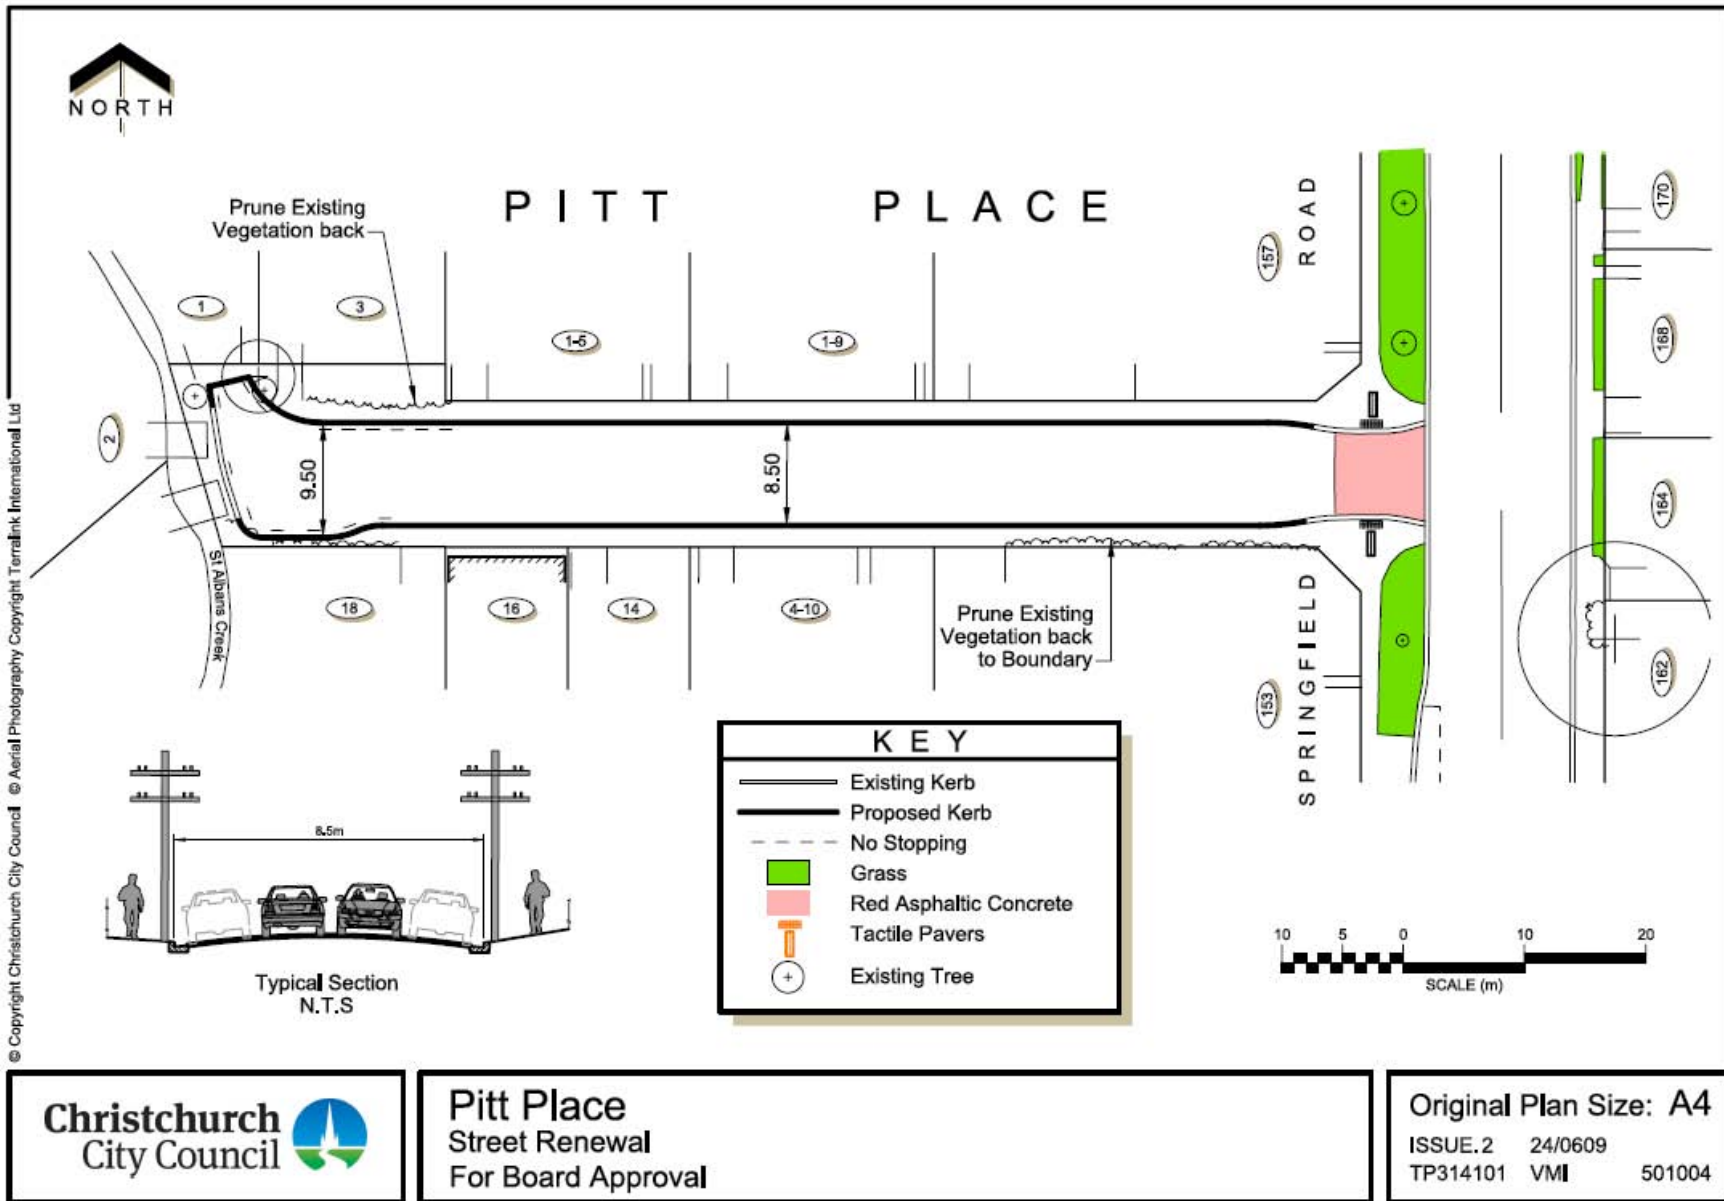 NORTH
PITT PLACE
Prune Existing
Vegetation back
ROAD
157
170
168
164
162
153
1
3
1-5
1-9
2
9.50
8.50
St Albans Creek
18
16
14
4-10
Prune Existing
Vegetation back
to Boundary
SPRINGFIELD
© Copyright Christchurch City Council © Aerial Photography Copyright Terralink International Ltd
8.5m
Typical Section
N.T.S
KEY
Existing Kerb
Proposed Kerb
No Stopping
Grass
Red Asphaltic Concrete
Tactile Pavers
Existing Tree
10 5 0 10 20
SCALE (m)
Christchurch
City Council
Pitt Place
Street Renewal
For Board Approval
Original Plan Size: A4
ISSUE.2 24/0609
TP314101 VMI 501004